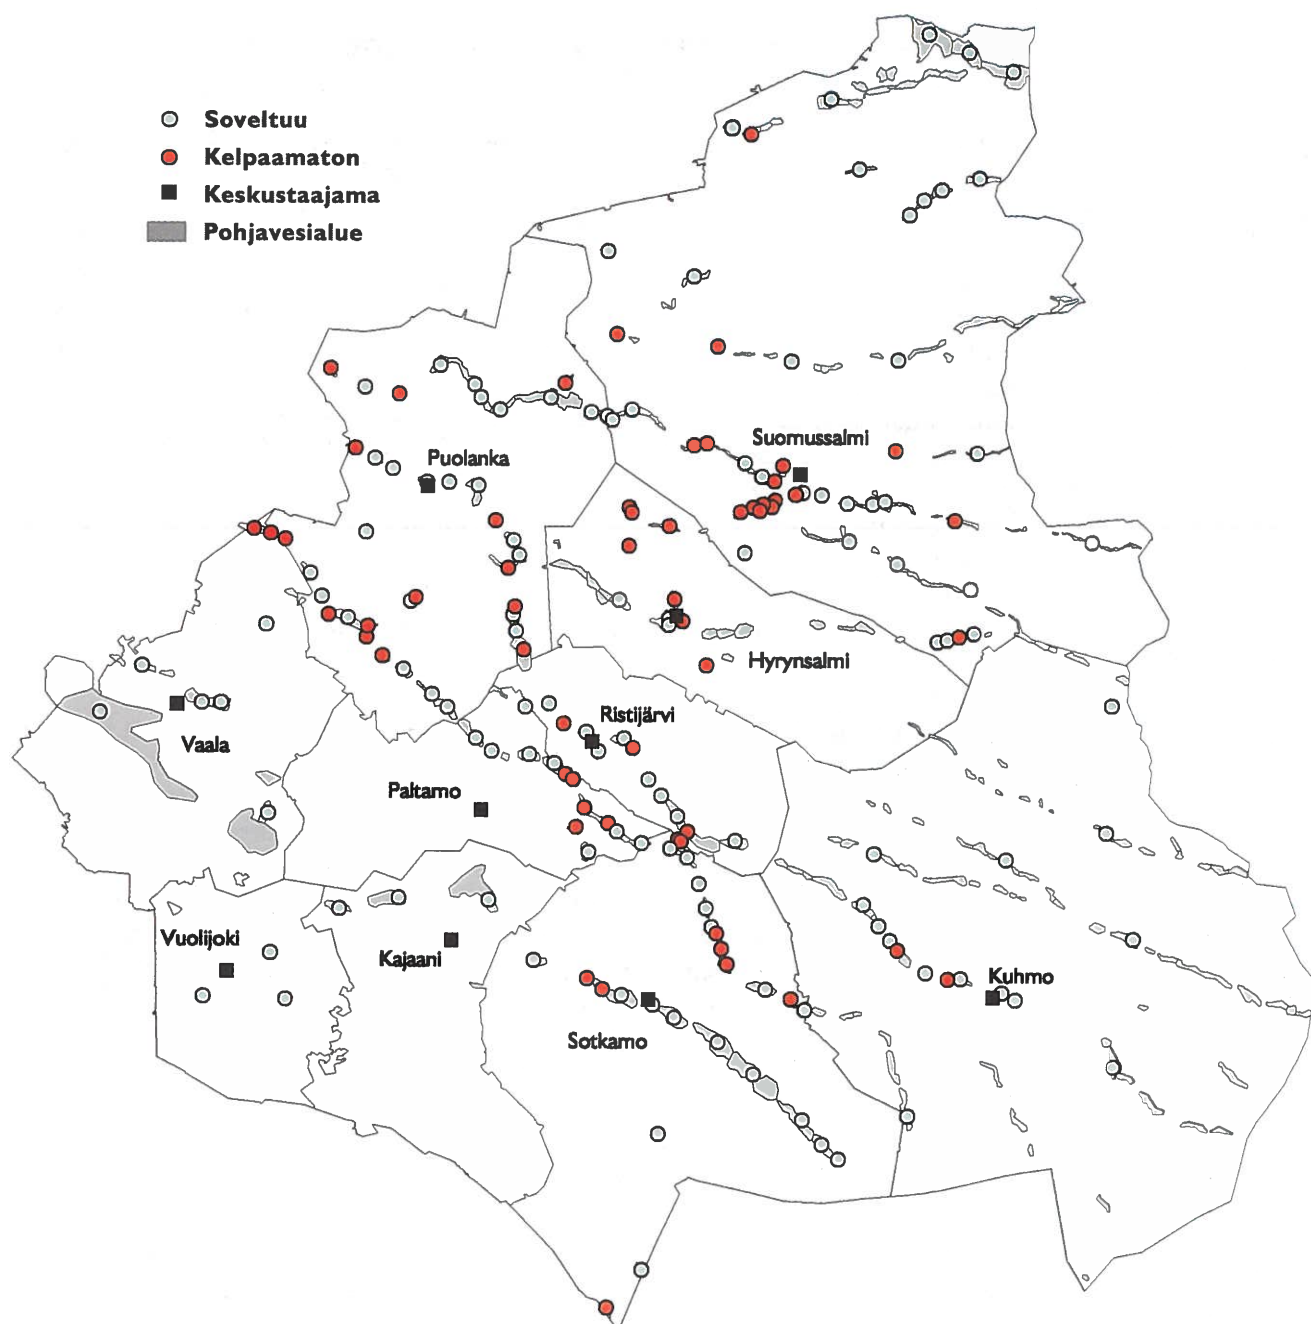 Soveltuu
Kelpaamaton
Keskustaajama
Pohjavesialue
Suomussalmi
Puolanka
Hyrynsalmi
Ristijärvi
Vaala
Paltamo
Vuolijoki
Kajaani
Kuhmo
Sotkamo